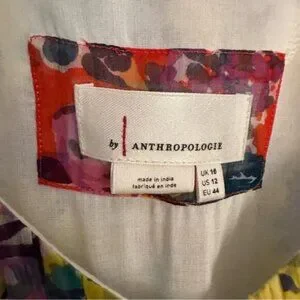 by ANTHROPOLOGIE
made in india
fabriqué en inde
UK 16
US 12
EU 44